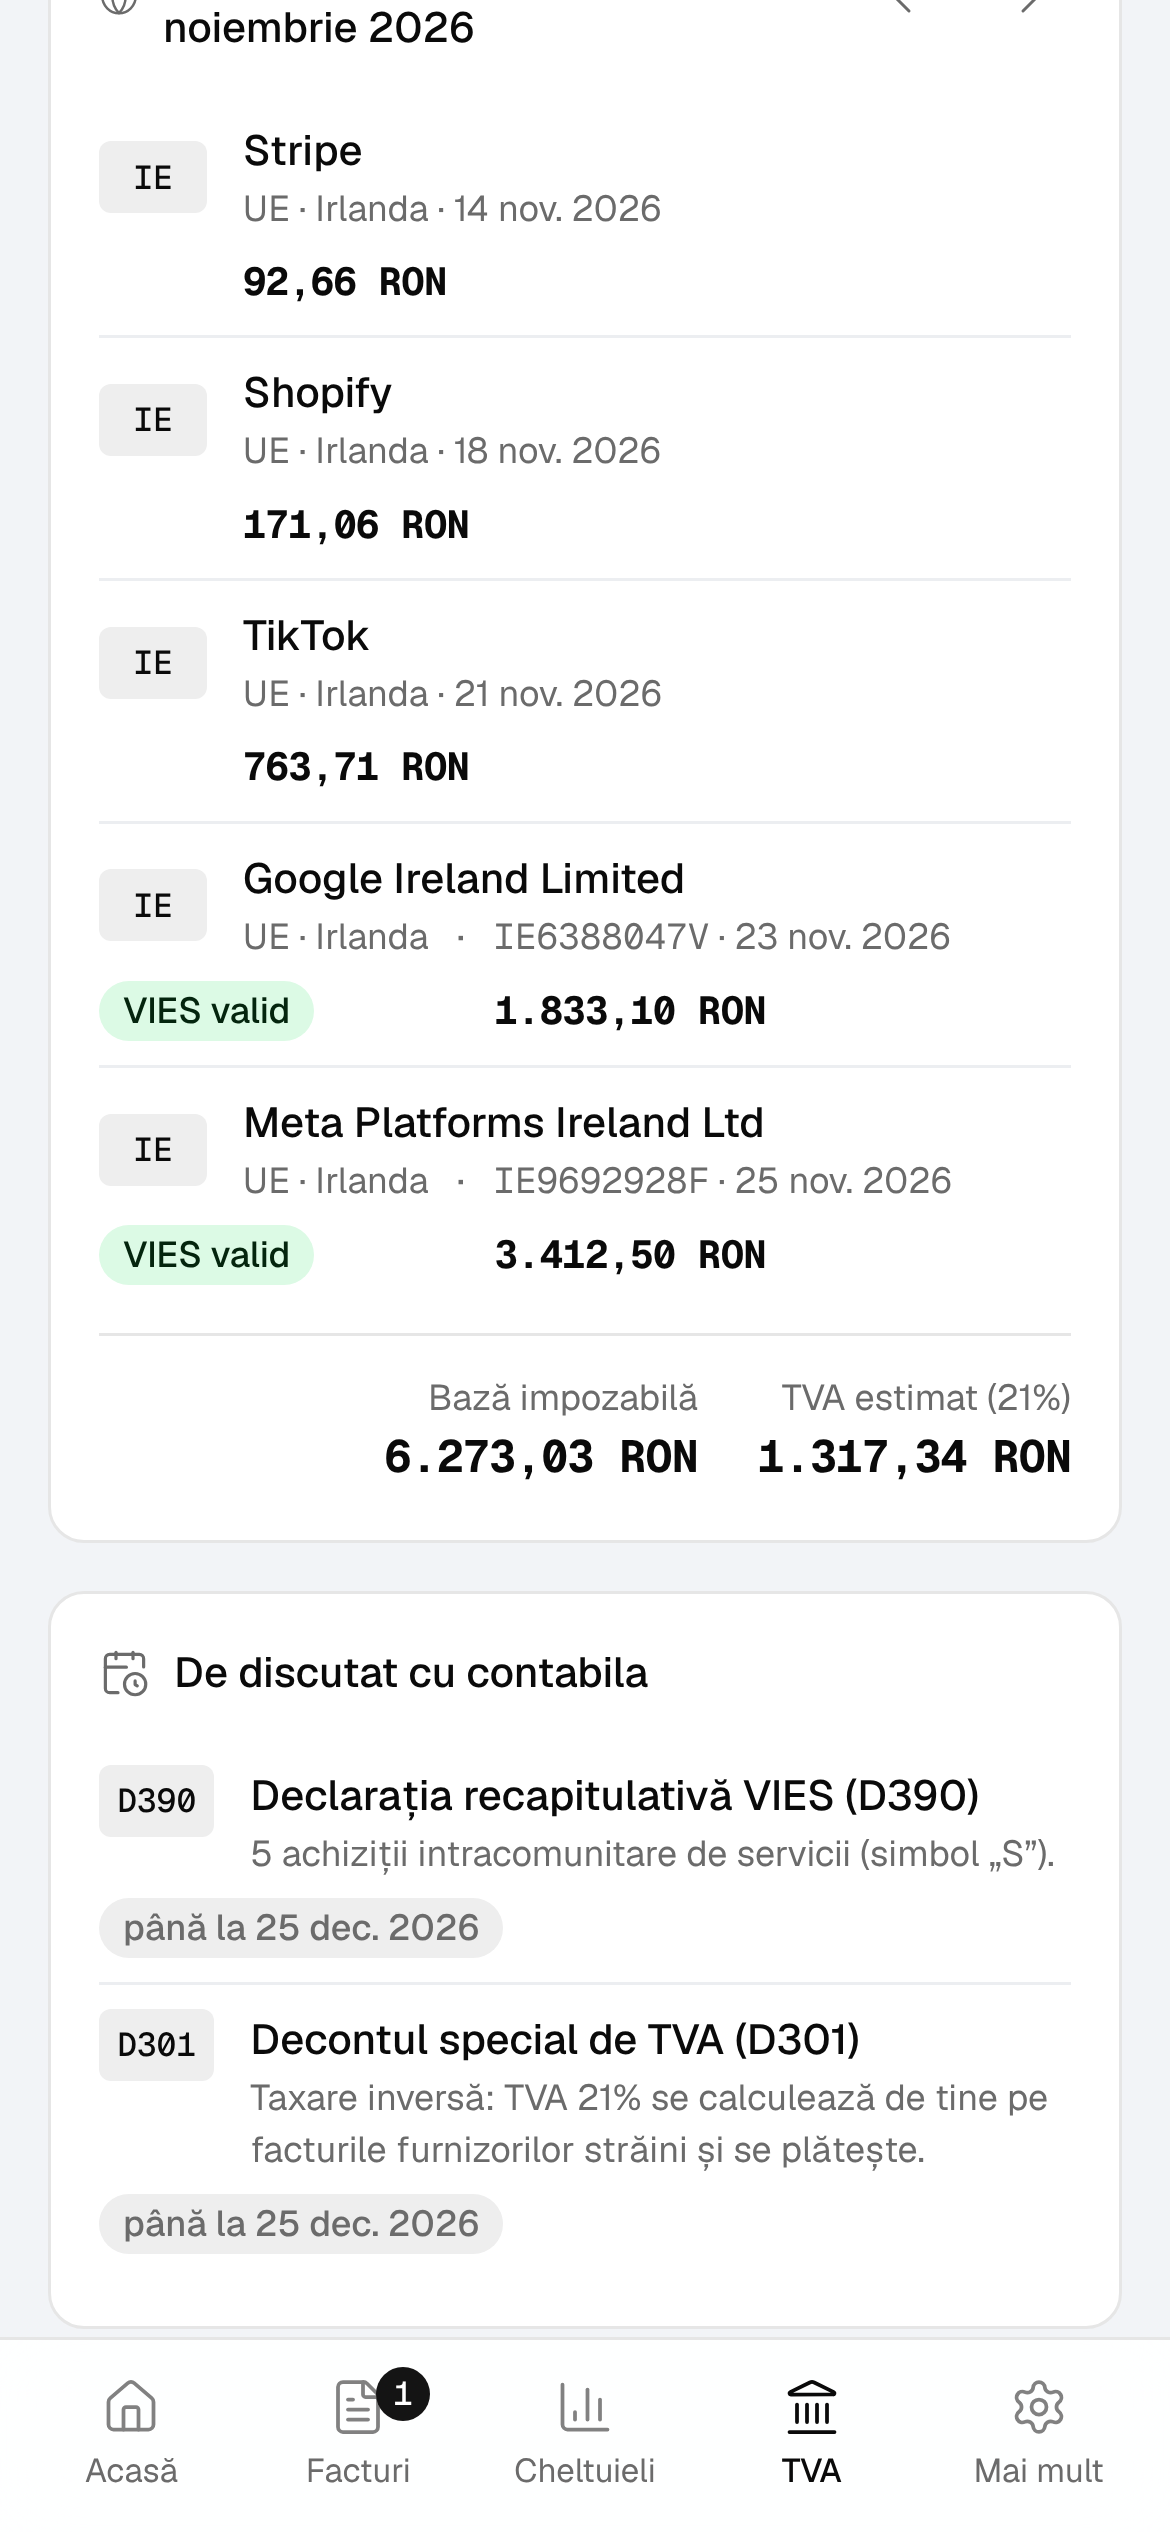 noiembrie 2026
IE
Stripe
UE · Irlanda · 14 nov. 2026
92,66 RON
IE
Shopify
UE · Irlanda · 18 nov. 2026
171,06 RON
IE
TikTok
UE · Irlanda · 21 nov. 2026
763,71 RON
IE
Google Ireland Limited
UE · Irlanda · IE6388047V · 23 nov. 2026
VIES valid 1.833,10 RON
IE
Meta Platforms Ireland Ltd
UE · Irlanda · IE9692928F · 25 nov. 2026
VIES valid 3.412,50 RON
Bază impozabilă TVA estimat (21%)
6.273,03 RON 1.317,34 RON
De discutat cu contabila
D390 Declarația recapitulativă VIES (D390)
5 achiziții intracomunitare de servicii (simbol „S”).
până la 25 dec. 2026
D301 Decontul special de TVA (D301)
Taxare inversă: TVA 21% se calculează de tine pe
facturile furnizorilor străini și se plătește.
până la 25 dec. 2026
1
Acasă Facturi Cheltuieli TVA Mai mult